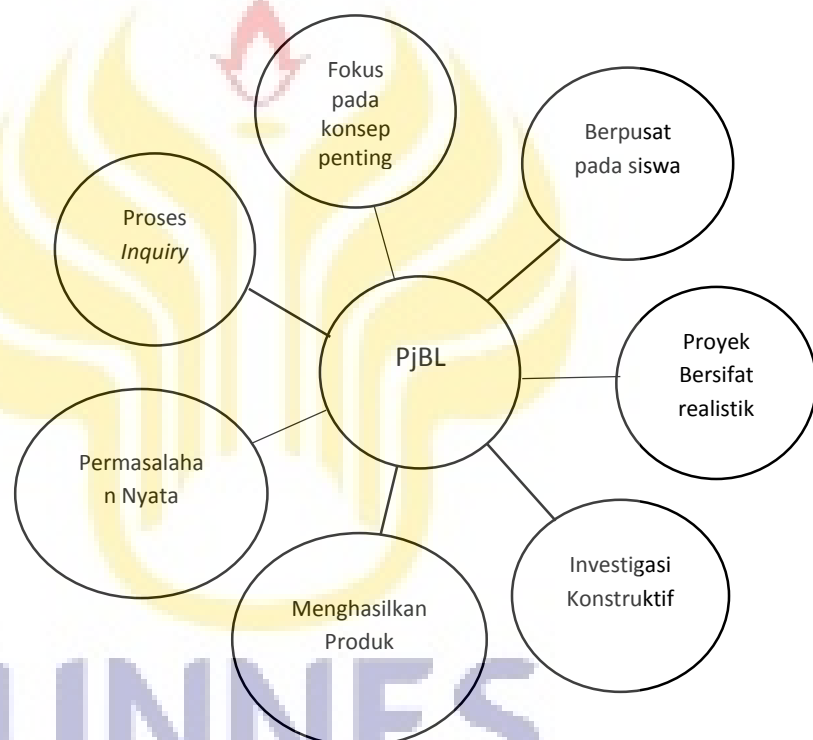 Fokus
pada
konsep
penting
Berpusat
pada siswa
Proses
Inquiry
PjBL
Proyek
Bersifat
realistik
Permasalaha
n Nyata
Investigasi
Konstruktif
Menghasilkan
Produk
UNNES